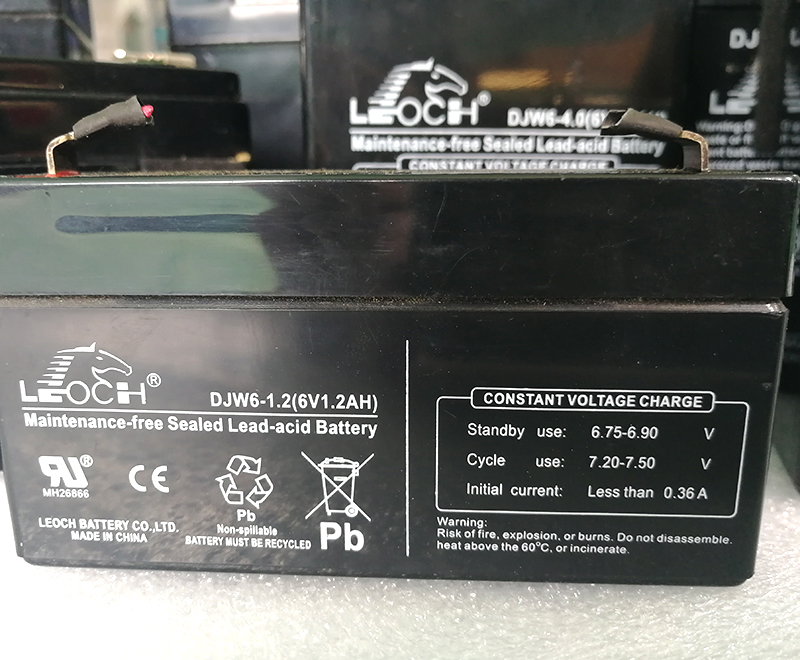 LEOCH®
DJW6-4.0(6V
Maintenance-free Sealed Lead-acid Battery
CONSTANT VOLTAGE CHARGE
DJ
LEOCH®
DJW6-1.2(6V1.2AH)
Maintenance-free Sealed Lead-acid Battery
MH26866
CE
Pb
Non-spillable
BATTERY MUST BE RECYCLED
Pb
LEOCH BATTERY CO.,LTD.
MADE IN CHINA
CONSTANT VOLTAGE CHARGE
Standby use: 6.75-6.90 V
Cycle use: 7.20-7.50 V
Initial current: Less than 0.36 A
Warning:
Risk of fire, explosion, or burns. Do not disassemble.
heat above the 60°C, or incinerate.